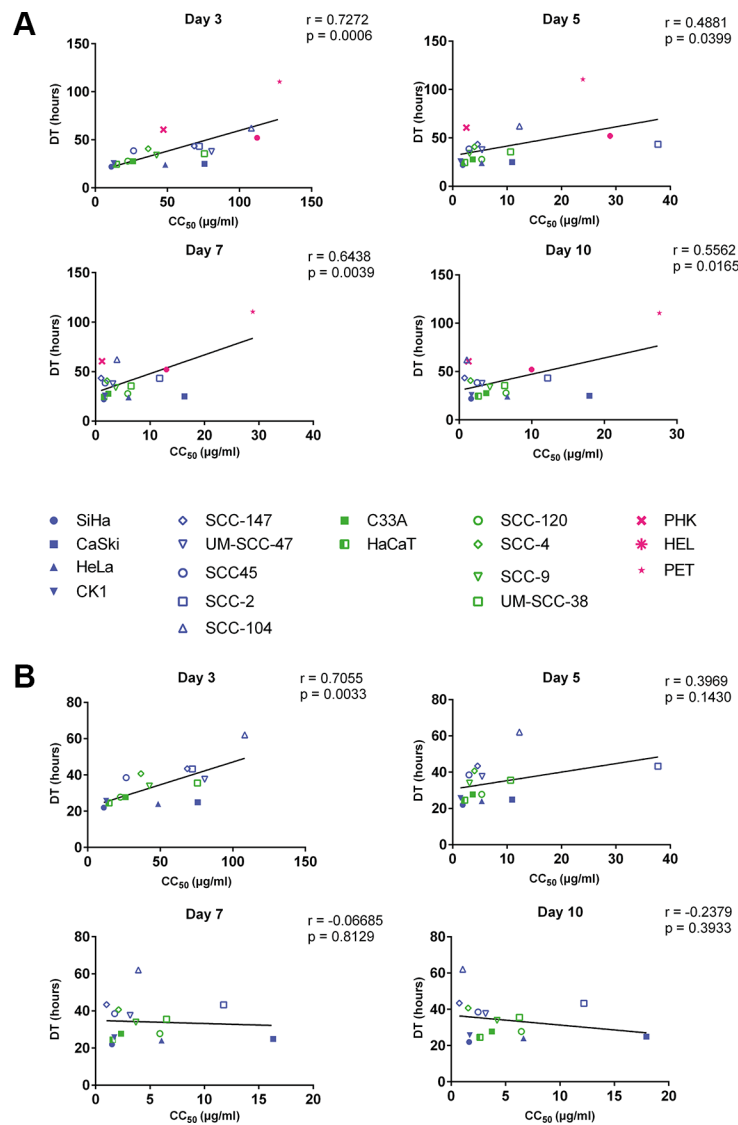 A
Day 3
r = 0.7272
p = 0.0006
DT (hours)
150
100
50
0
0
50
100
150
CC50 (µg/ml)
Day 5
r = 0.4881
p = 0.0399
DT (hours)
150
100
50
0
0
10
20
30
40
CC50 (µg/ml)
Day 7
r = 0.6438
p = 0.0039
DT (hours)
150
100
50
0
0
10
20
30
40
CC50 (µg/ml)
Day 10
r = 0.5562
p = 0.0165
DT (hours)
150
100
50
0
0
10
20
30
CC50 (µg/ml)
SiHa
CaSki
HeLa
CK1
SCC-147
UM-SCC-47
SCC45
SCC-2
SCC-104
C33A
HaCaT
SCC-120
SCC-4
SCC-9
UM-SCC-38
PHK
HEL
PET
B
Day 3
r = 0.7055
p = 0.0033
DT (hours)
80
60
40
20
0
0
50
100
150
CC50 (µg/ml)
Day 5
r = 0.3969
p = 0.1430
DT (hours)
80
60
40
20
0
0
10
20
30
40
CC50 (µg/ml)
Day 7
r = -0.06685
p = 0.8129
DT (hours)
80
60
40
20
0
0
5
10
15
20
CC50 (µg/ml)
Day 10
r = -0.2379
p = 0.3933
DT (hours)
80
60
40
20
0
0
5
10
15
20
CC50 (µg/ml)